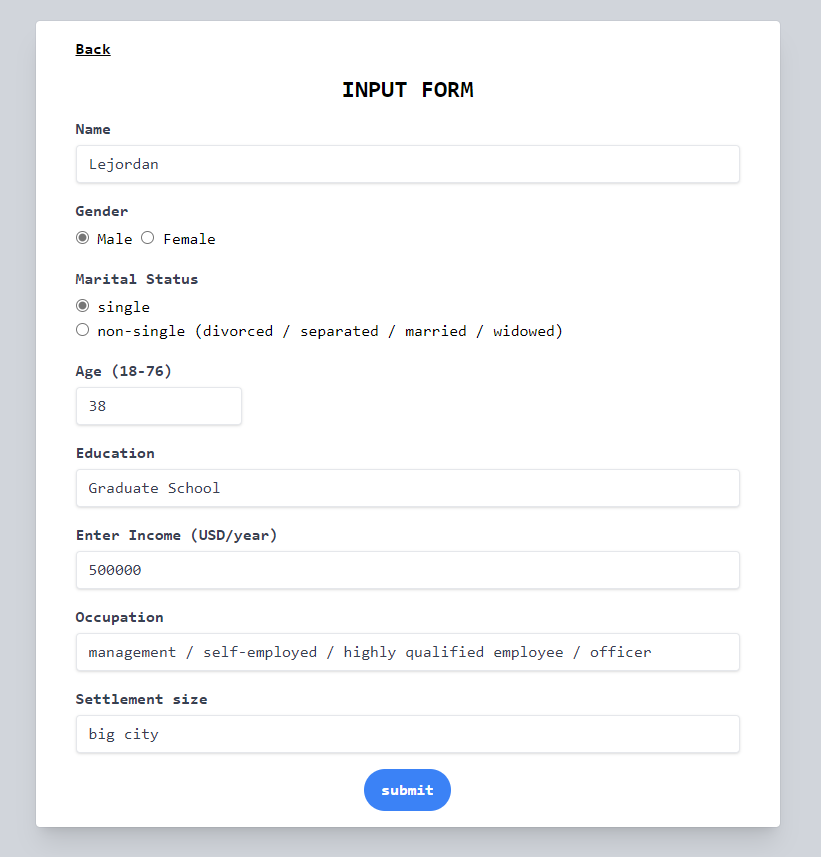 Back
INPUT FORM
Name
Lejordan
Gender
Male Female
Marital Status
single
non-single (divorced / separated / married / widowed)
Age (18-76)
38
Education
Graduate School
Enter Income (USD/year)
500000
Occupation
management / self-employed / highly qualified employee / officer
Settlement size
big city
submit